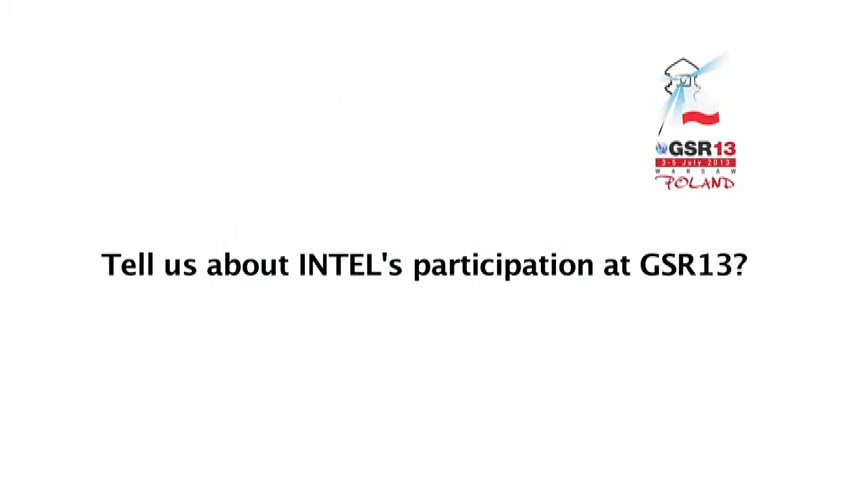 GSR13
3-5 July 2013
WARSAW
POLAND
Tell us about INTEL's participation at GSR13?